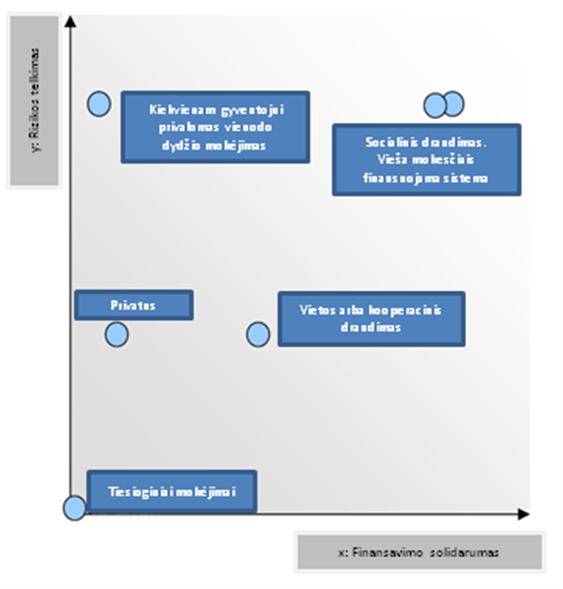 y: Rizikos telkimas
Kiekvienam gyventojui
privalomas vienodo
dydžio mokėjimas
Socialinis draudimas.
Vieša mokesčiais
finansuojama sistema
Privatus
Vietos arba kooperacinis
draudimas
Tiesioginiai mokėjimai
x: Finansavimo solidarumas